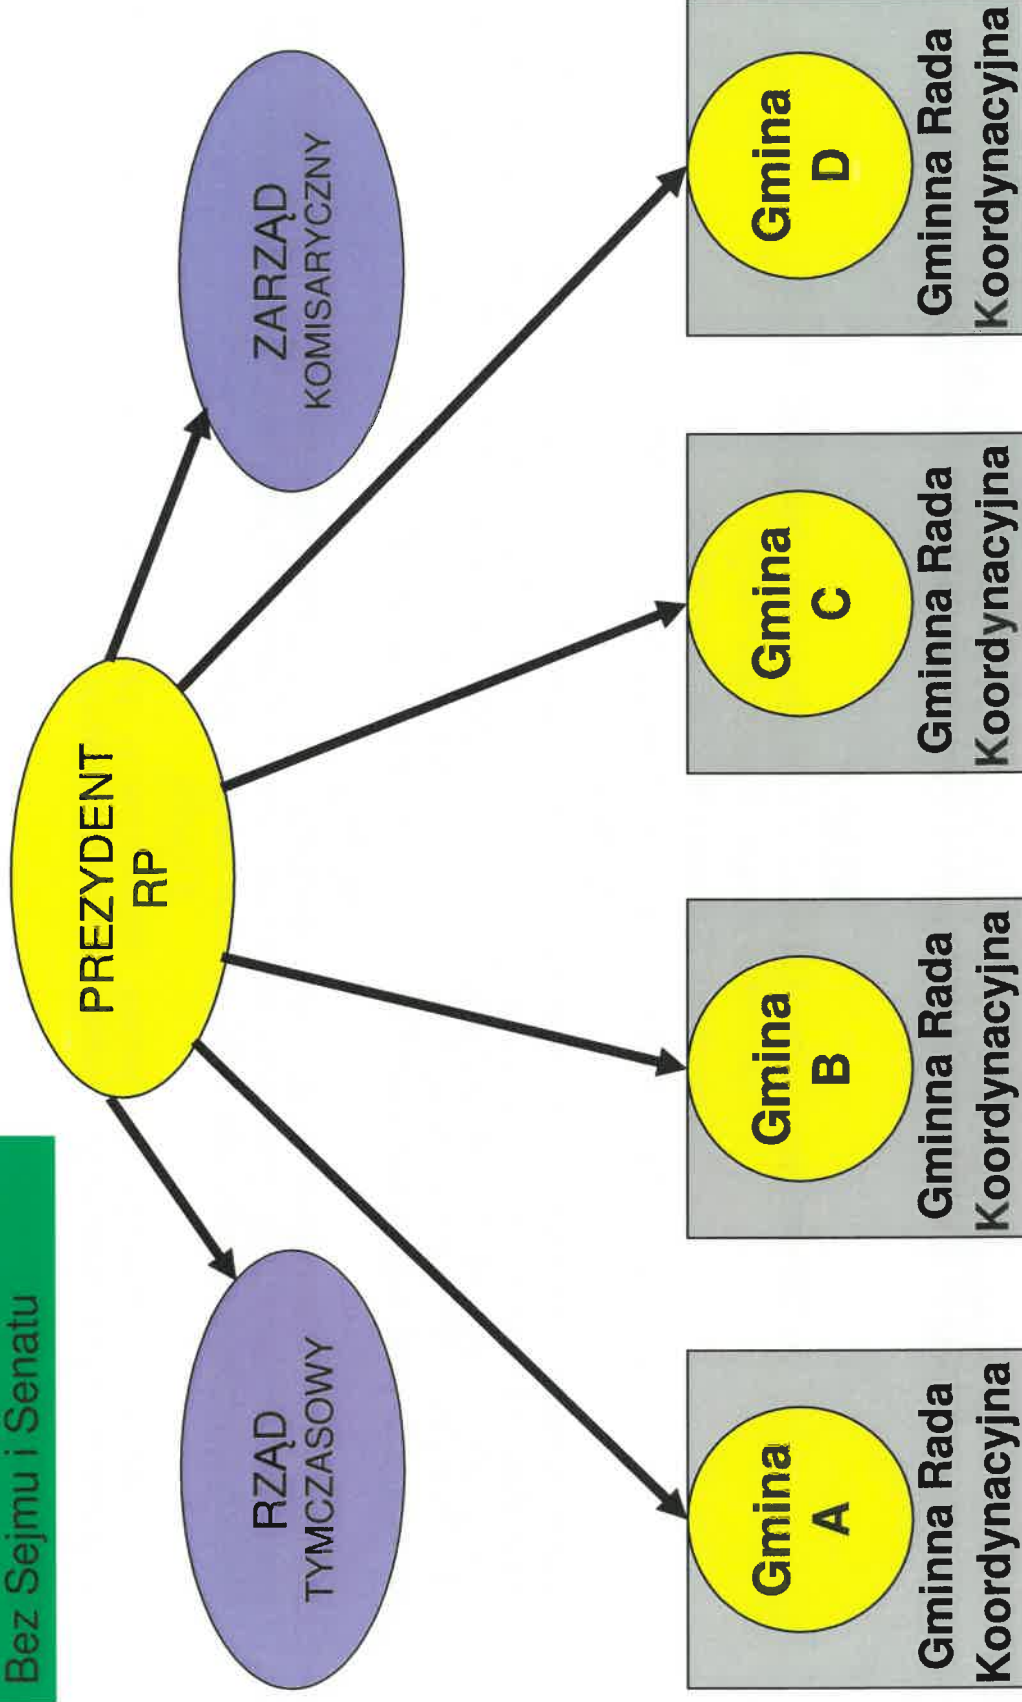 Bez Sejmu i Senatu
PREZYDENT
RP
RZĄD
TYMCZASOWY
ZARZĄD
KOMISARYCZNY
Gmina
A
Gminna Rada
Koordynacyjna
Gmina
B
Gminna Rada
Koordynacyjna
Gmina
C
Gminna Rada
Koordynacyjna
Gmina
D
Gminna Rada
Koordynacyjna